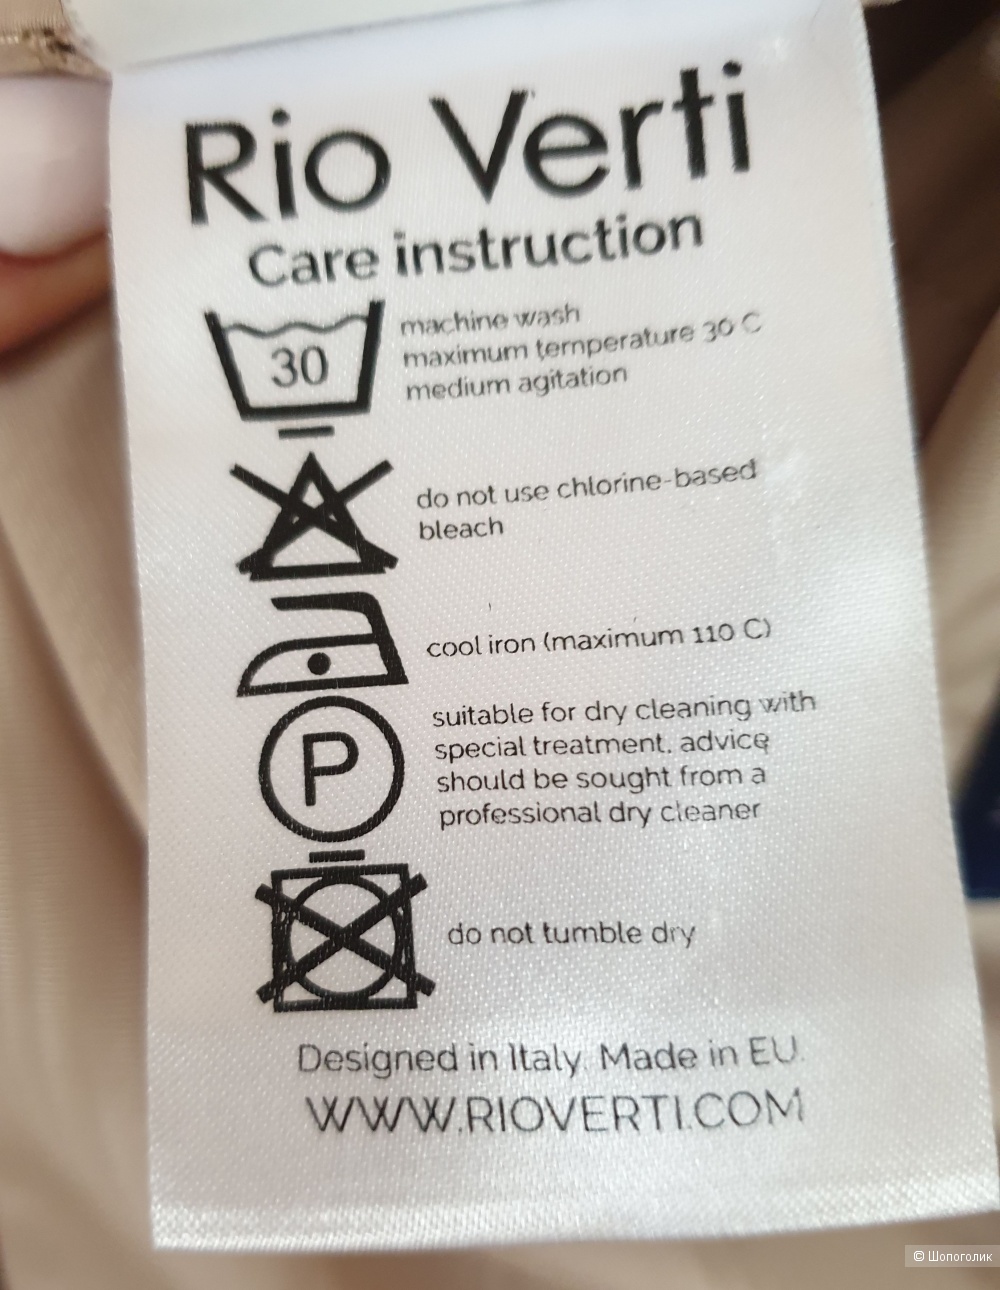 Rio Verti
Care instruction
30
machine wash
maximum temperature 30 C
medium agitation
do not use chlorine-based
bleach
cool iron (maximum 110 C)
P
suitable for dry cleaning with
special treatment. advice
should be sought from a
professional dry cleaner
do not tumble dry
Designed in Italy. Made in EU.
WWW.RIOVERTI.COM
© Шопоголик